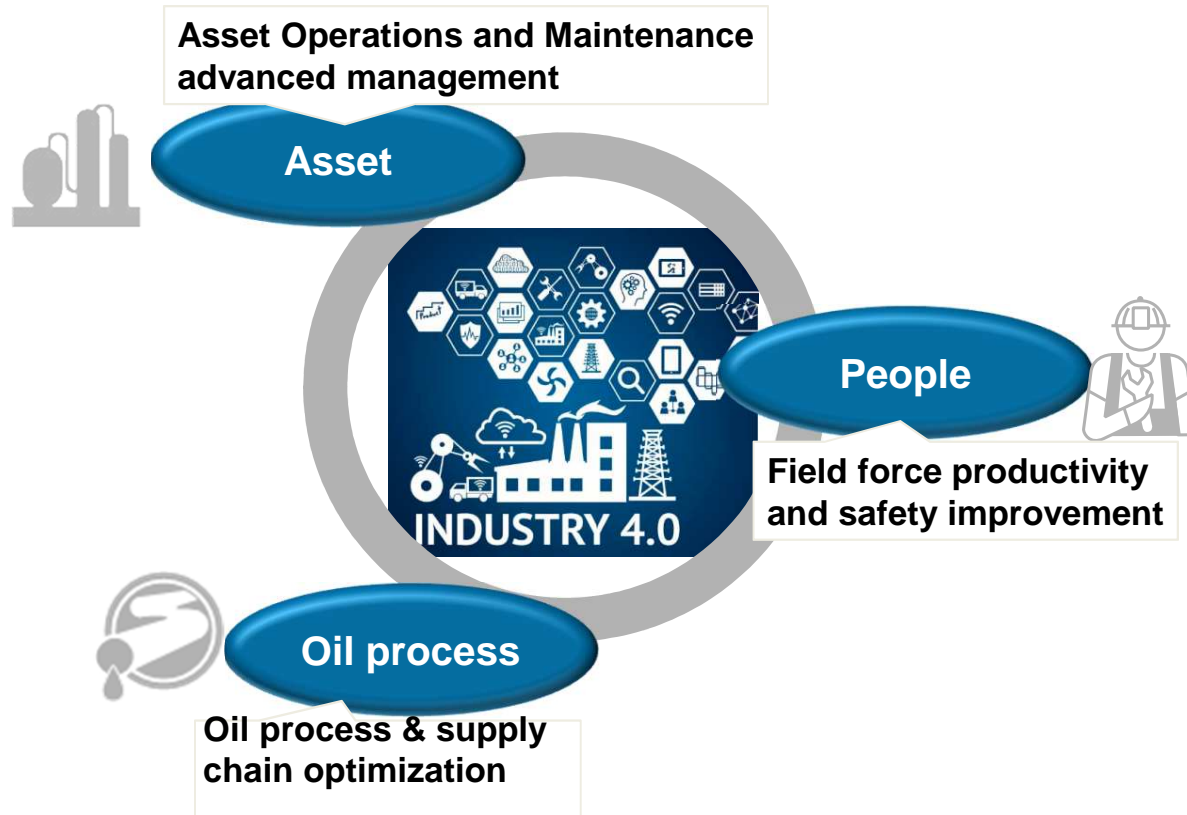 Asset Operations and Maintenance
advanced management
Asset
Product
People
Field force productivity
and safety improvement
INDUSTRY 4.0
Oil process
Oil process & supply
chain optimization